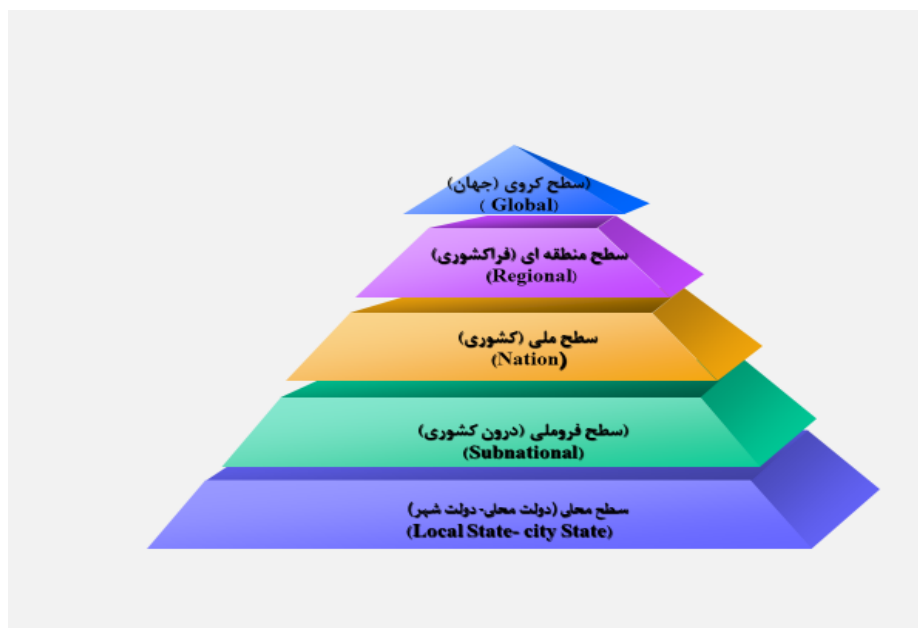 سطح کروی (جهان)
( Global)
سطح منطقه ای (فراکشوری)
(Regional)
سطح ملی (کشوری)
(Nation)
سطح فروملی (درون کشوری)
(Subnational)
سطح محلی (دولت محلی- دولت شهر)
(Local State- city State)